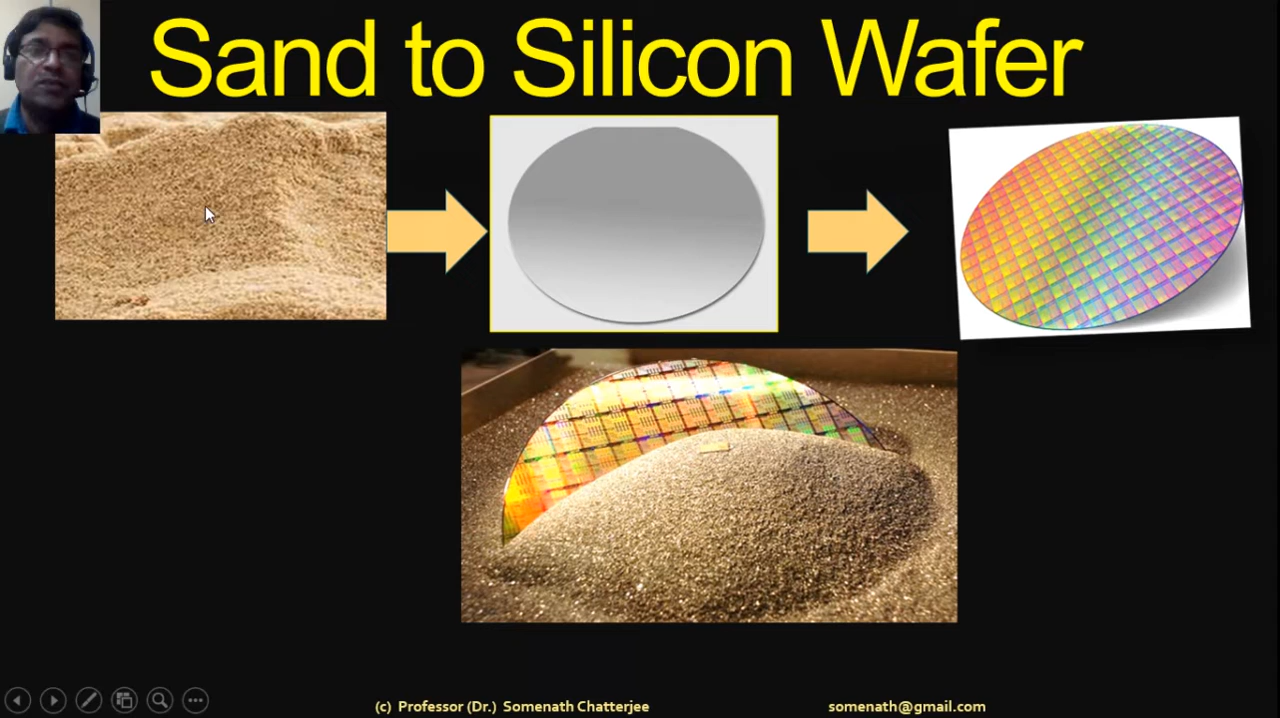 Sand to Silicon Wafer
(c) Professor (Dr.) Somenath Chatterjee
somenath@gmail.com